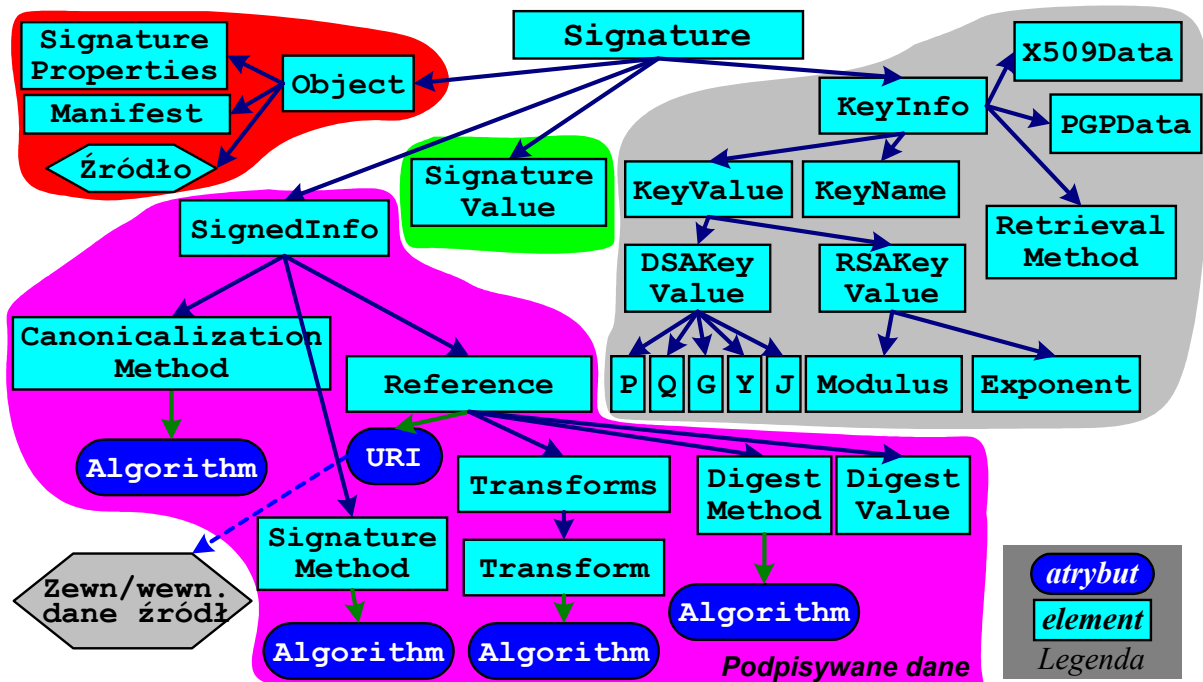 Signature
Signature
Properties
Object
Manifest
Źródło
X509Data
KeyInfo
PGPData
Signature
Value
KeyValue
KeyName
Retrieval
Method
SignedInfo
DSAKey
Value
RSAKey
Value
Canonicalization
Method
Reference
P
Q
G
Y
J
Modulus
Exponent
Algorithm
URI
Transforms
Digest
Method
Digest
Value
Signature
Method
Transform
Zewn/wewn.
dane źródł
Algorithm
Algorithm
Algorithm
Podpisywane dane
atrybut
element
Legenda